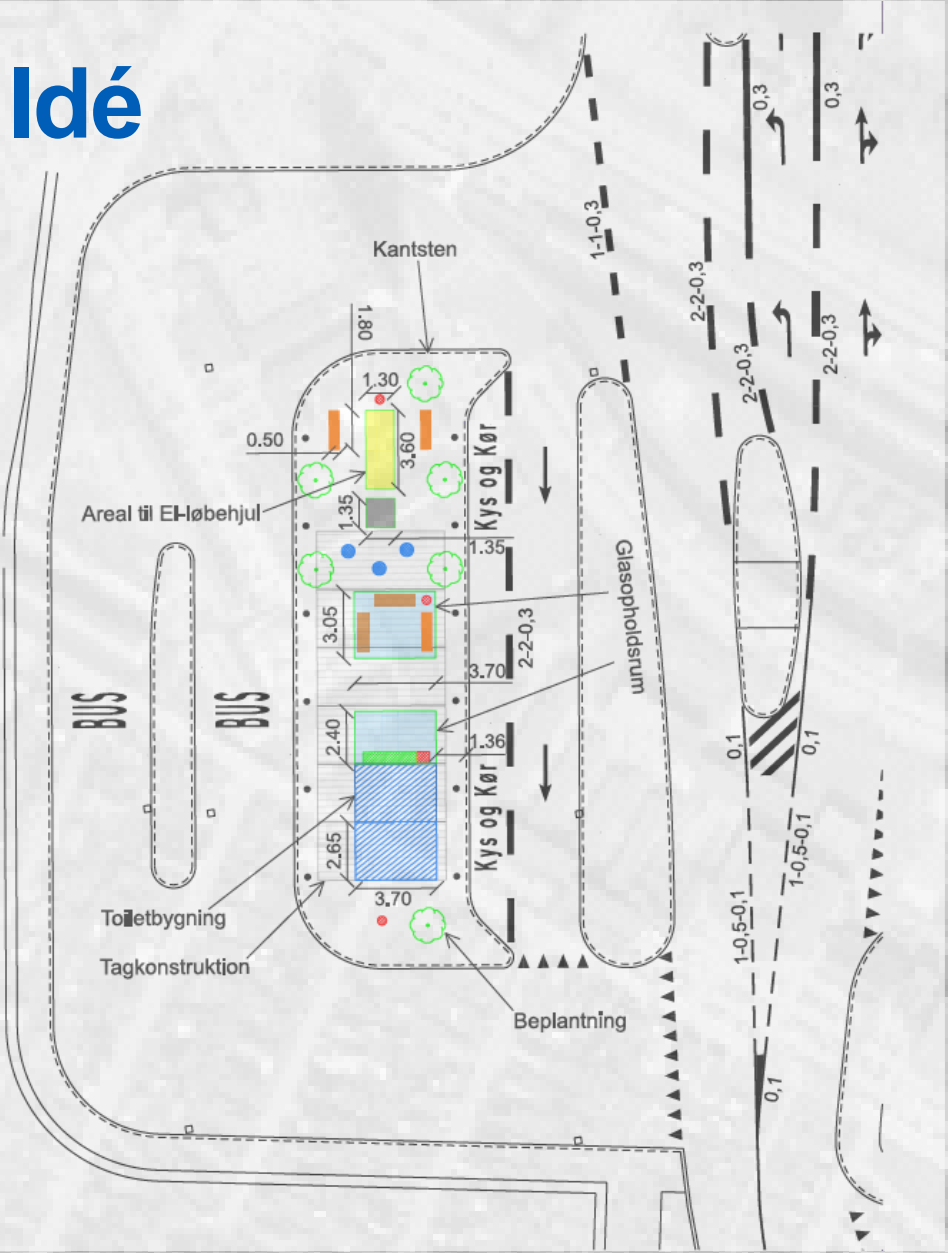 Idé
0,3
0,3
1-1-0,3
Kantsten
2-2-0,3
1.80
2-2-0,3
2-2-0,3
1.30
0.50
3.60
Kys og Kør
Areal til El-løbehjul
1.35
1.35
Glasopholdsrum
3.05
2-2-0,3
3.70
BUS
BUS
2.40
1.36
0,1
0,1
Kys og Kør
2.65
1-0,5-0,1
1-0,5-0,1
3.70
Toiletbygning
Tagkonstruktion
Beplantning
0,1